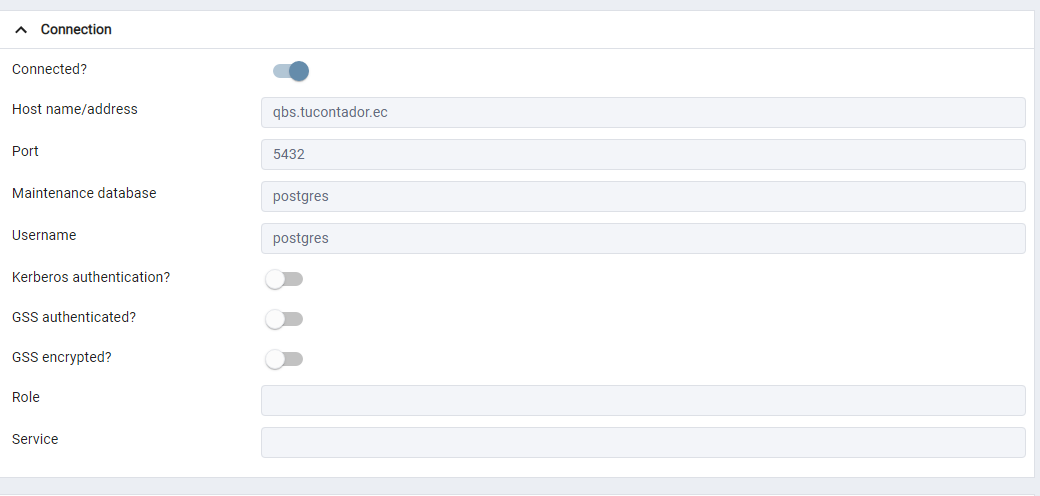 Connection
Connected?
Host name/address qbs.tucontador.ec
Port 5432
Maintenance database postgres
Username postgres
Kerberos authentication?
GSS authenticated?
GSS encrypted?
Role
Service